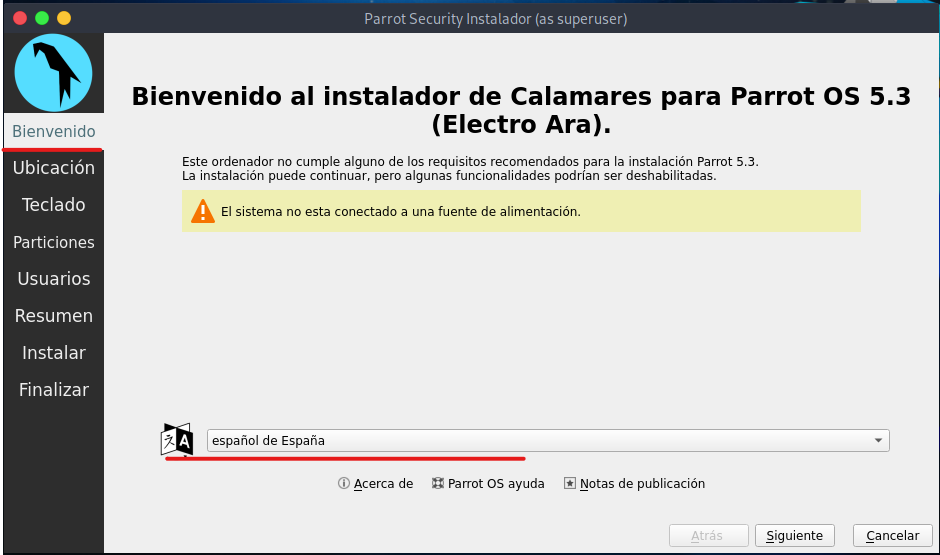 Parrot Security Instalador (as superuser)
Bienvenido
Ubicación
Teclado
Particiones
Usuarios
Resumen
Instalar
Finalizar
Bienvenido al instalador de Calamares para Parrot OS 5.3
(Electro Ara).
Este ordenador no cumple alguno de los requisitos recomendados para la instalación Parrot 5.3.
La instalación puede continuar, pero algunas funcionalidades podrían ser deshabilitadas.
El sistema no esta conectado a una fuente de alimentación.
español de España
Acerca de Parrot OS ayuda Notas de publicación
Atrás Siguiente Cancelar